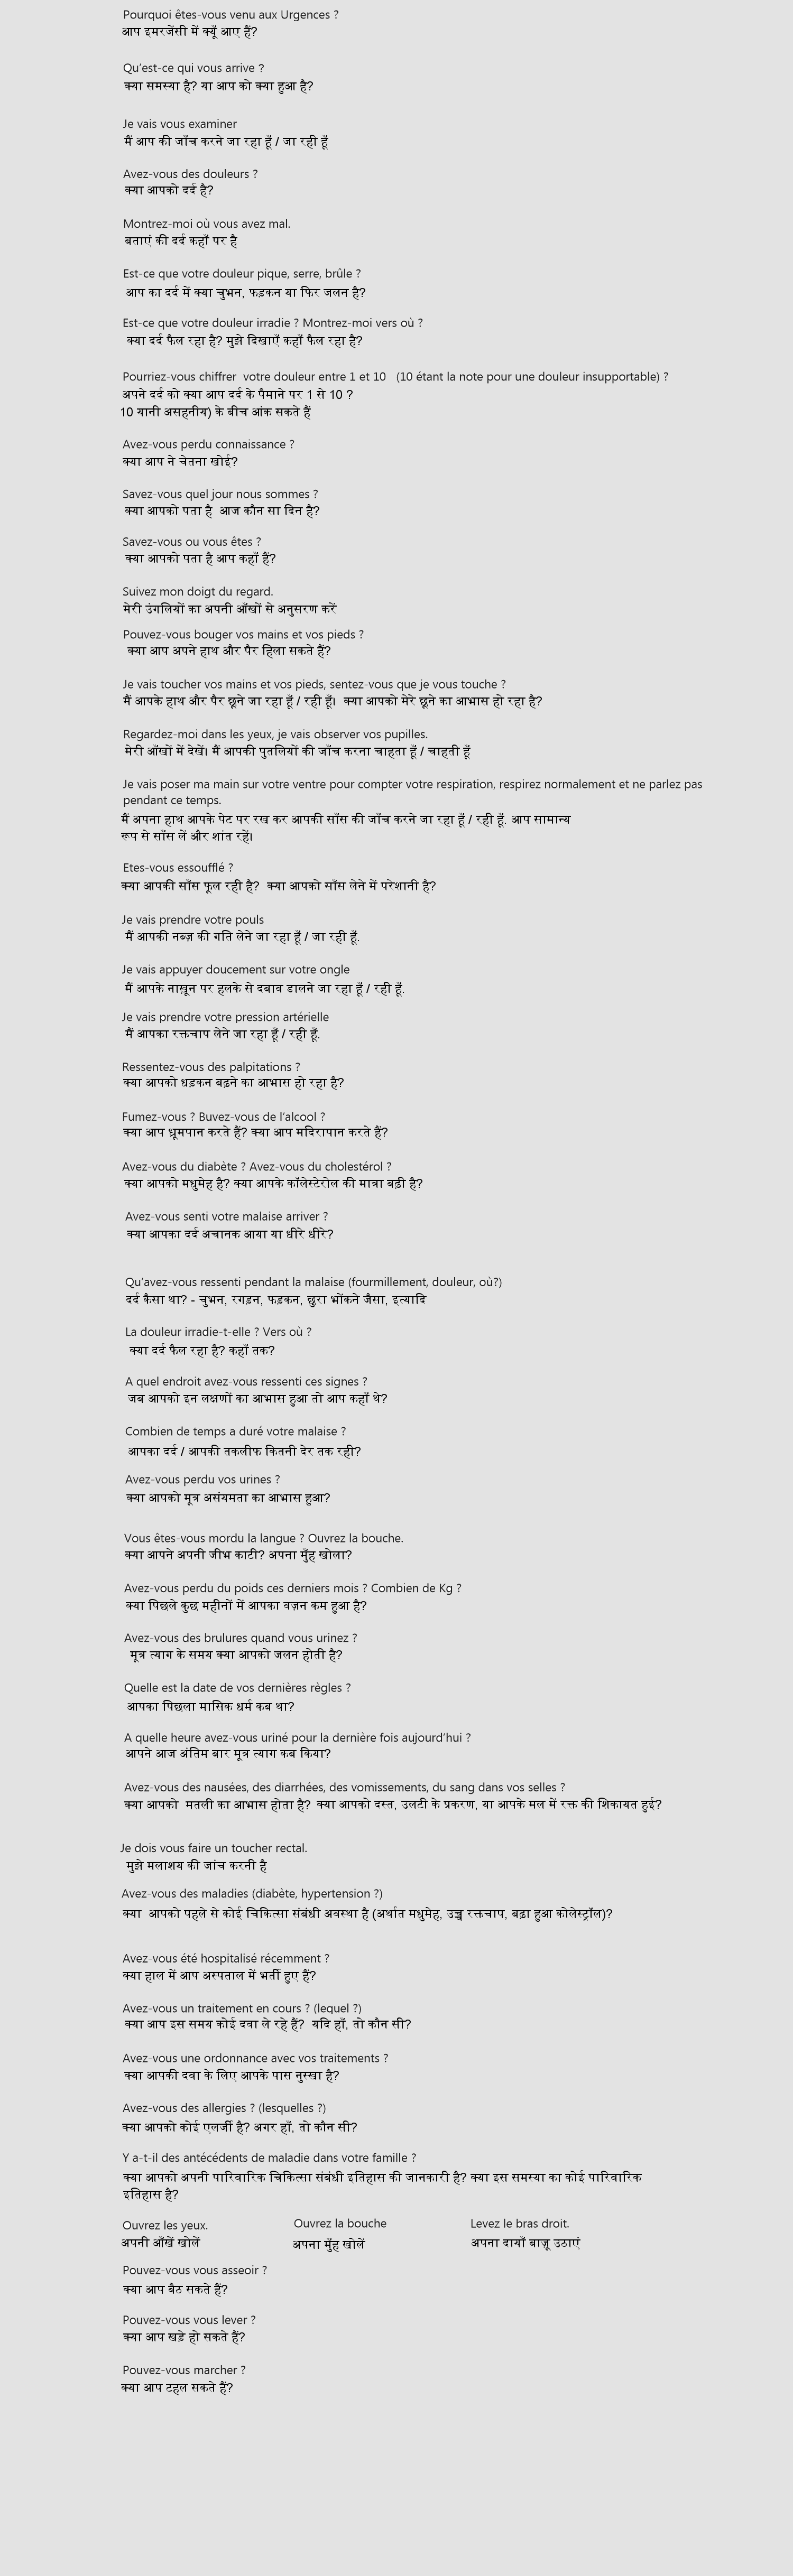 Pourquoi êtes-vous venu aux Urgences ?
आप इमरजेंसी में क्यूँ आए हैं?
Qu'est-ce qui vous arrive ?
क्या समस्या है? या आप को क्या हुआ है?
Je vais vous examiner
मैं आप की जाँच करने जा रहा हूँ / जा रही हूँ
Avez-vous des douleurs ?
क्या आपको दर्द है?
Montrez-moi où vous avez mal.
बताएं की दर्द कहाँ पर है
Est-ce que votre douleur pique, serre, brûle ?
आप का दर्द में क्या चुभन, फड़कन या फिर जलन है?
Est-ce que votre douleur irradie ? Montrez-moi vers où ?
क्या दर्द फैल रहा है? मुझे दिखाएँ कहाँ फैल रहा है?
Pourriez-vous chiffrer votre douleur entre 1 et 10 (10 étant la note pour une douleur insupportable) ?
अपने दर्द को क्या आप दर्द के पैमाने पर 1 से 10 ?
10 यानी असहनीय) के बीच आंक सकते हैं
Avez-vous perdu connaissance ?
क्या आप ने चेतना खोई?
Savez-vous quel jour nous sommes ?
क्या आपको पता है आज कौन सा दिन है?
Savez-vous ou vous êtes ?
क्या आपको पता है आप कहाँ हैं?
Suivez mon doigt du regard.
मेरी उंगलियों का अपनी आँखों से अनुसरण करें
Pouvez-vous bouger vos mains et vos pieds ?
क्या आप अपने हाथ और पैर हिला सकते हैं?
Je vais toucher vos mains et vos pieds, sentez-vous que je vous touche ?
मैं आपके हाथ और पैर छूने जा रहा हूँ / रही हूँ। क्या आपको मेरे छूने का आभास हो रहा है?
Regardez-moi dans les yeux, je vais observer vos pupilles.
मेरी आँखों में देखें। मैं आपकी पुतलियों की जाँच करना चाहता हूँ / चाहती हूँ
Je vais poser ma main sur votre ventre pour compter votre respiration, respirez normalement et ne parlez pas
pendant ce temps.
मैं अपना हाथ आपके पेट पर रख कर आपकी साँस की जाँच करने जा रहा हूँ / रही हूँ. आप सामान्य
रूप से साँस लें और शांत रहें।
Etes-vous essoufflé ?
क्या आपकी साँस फूल रही है? क्या आपको साँस लेने में परेशानी है?
Je vais prendre votre pouls
मैं आपकी नब्ज़ की गति लेने जा रहा हूँ / जा रही हूँ.
Je vais appuyer doucement sur votre ongle
मैं आपके नाख़ून पर हलके से दबाव डालने जा रहा हूँ / रही हूँ.
Je vais prendre votre pression artérielle
मैं आपका रक्तचाप लेने जा रहा हूँ / रही हूँ.
Ressentez-vous des palpitations ?
क्या आपको धड़कन बढ़ने का आभास हो रहा है?
Fumez-vous ? Buvez-vous de l'alcool ?
क्या आप धूम्रपान करते हैं? क्या आप मदिरापान करते हैं?
Avez-vous du diabète ? Avez-vous du cholestérol ?
क्या आपको मधुमेह है? क्या आपके कॉलेस्टेरोल की मात्रा बढ़ी है?
Avez-vous senti votre malaise arriver ?
क्या आपका दर्द अचानक आया या धीरे धीरे?
Qu'avez-vous ressenti pendant la malaise (fourmillement, douleur, où?)
दर्द कैसा था? - चुभन, रगड़न, फड़कन, छुरा भोंकने जैसा, इत्यादि
La douleur irradie-t-elle ? Vers où ?
क्या दर्द फैल रहा है? कहाँ तक?
A quel endroit avez-vous ressenti ces signes ?
जब आपको इन लक्षणों का आभास हुआ तो आप कहाँ थे?
Combien de temps a duré votre malaise ?
आपका दर्द / आपकी तकलीफ कितनी देर तक रही?
Avez-vous perdu vos urines ?
क्या आपको मूत्र असंयमता का आभास हुआ?
Vous êtes-vous mordu la langue ? Ouvrez la bouche.
क्या आपने अपनी जीभ काटी? अपना मुँह खोला?
Avez-vous perdu du poids ces derniers mois ? Combien de Kg ?
क्या पिछले कुछ महीनों में आपका वज़न कम हुआ है?
Avez-vous des brulures quand vous urinez ?
मूत्र त्याग के समय क्या आपको जलन होती है?
Quelle est la date de vos dernières règles ?
आपका पिछला मासिक धर्म कब था?
A quelle heure avez-vous uriné pour la dernière fois aujourd'hui ?
आपने आज अंतिम बार मूत्र त्याग कब किया?
Avez-vous des nausées, des diarrhées, des vomissements, du sang dans vos selles ?
क्या आपको मतली का आभास होता है? क्या आपको दस्त, उलटी के प्रकरण, या आपके मल में रक्त की शिकायत हुई?
Je dois vous faire un toucher rectal.
मुझे मलाशय की जांच करनी है
Avez-vous des maladies (diabète, hypertension ?)
क्या आपको पहले से कोई चिकित्सा संबंधी अवस्था है (अर्थात मधुमेह, उच्च रक्तचाप, बढ़ा हुआ कोलेस्ट्रॉल)?
Avez-vous été hospitalisé récemment ?
क्या हाल में आप अस्पताल में भर्ती हुए हैं?
Avez-vous un traitement en cours ? (lequel ?)
क्या आप इस समय कोई दवा ले रहे हैं? यदि हाँ, तो कौन सी?
Avez-vous une ordonnance avec vos traitements ?
क्या आपकी दवा के लिए आपके पास नुस्खा है?
Avez-vous des allergies ? (lesquelles ?)
क्या आपको कोई एलर्जी है? अगर हाँ, तो कौन सी?
Y a-t-il des antécédents de maladie dans votre famille ?
क्या आपको अपनी पारिवारिक चिकित्सा संबंधी इतिहास की जानकारी है? क्या इस समस्या का कोई पारिवारिक
इतिहास है?
Ouvrez les yeux. Ouvrez la bouche Levez le bras droit.
अपनी आँखें खोलें अपना मुँह खोलें अपना दायाँ बाज़ू उठाएं
Pouvez-vous vous asseoir ?
क्या आप बैठ सकते हैं?
Pouvez-vous vous lever ?
क्या आप खड़े हो सकते हैं?
Pouvez-vous marcher ?
क्या आप टहल सकते हैं?